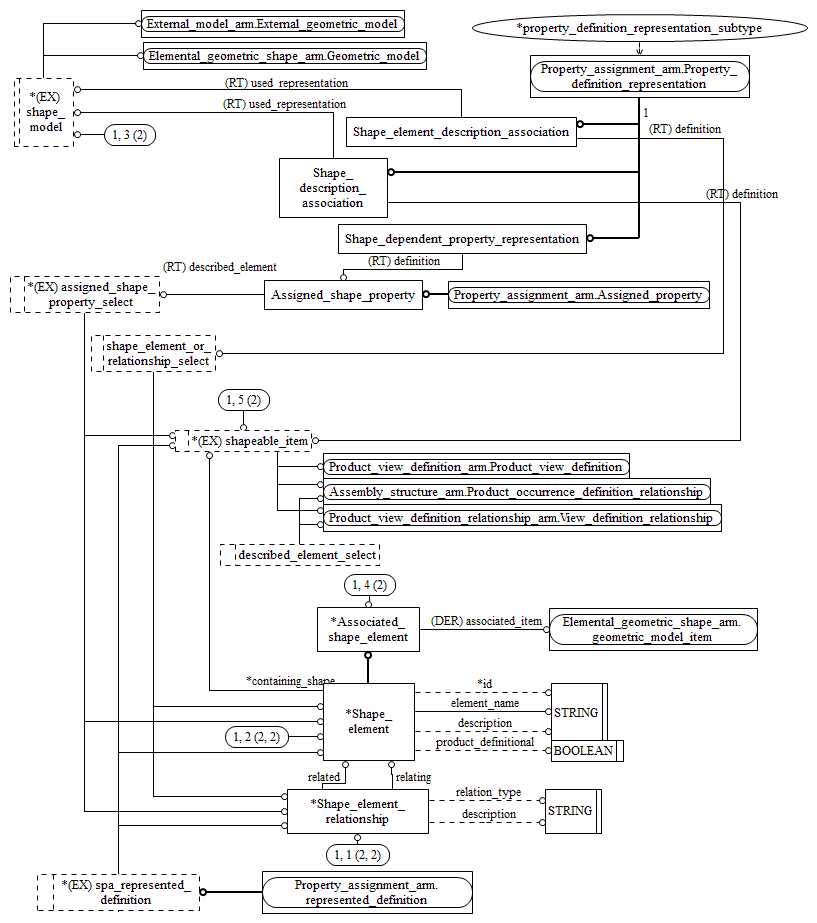 External_model_arm.External_geometric_model
*property_definition_representation_subtype
Elemental_geometric_shape_arm.Geometric_model
Property_assignment_arm.Property_
definition_representation
(RT) used_representation
*(EX)
shape_
model
(RT) used_representation
1
1, 3 (2)
Shape_element_description_association
(RT) definition
Shape_
description_
association
(RT) definition
Shape_dependent_property_representation
(RT) definition
(RT) described_element
*(EX) assigned_shape_
property_select
Assigned_shape_property
Property_assignment_arm.Assigned_property
shape_element_or_
relationship_select
1, 5 (2)
*(EX) shapeable_item
Product_view_definition_arm.Product_view_definition
Assembly_structure_arm.Product_occurrence_definition_relationship
Product_view_definition_relationship_arm.View_definition_relationship
described_element_select
1, 4 (2)
*Associated_
shape_element
(DER) associated_item
Elemental_geometric_shape_arm.
geometric_model_item
*containing_shape
*id
element_name
*Shape_
element
STRING
description
1, 2 (2, 2)
product_definitional
BOOLEAN
related
relating
*Shape_element_
relationship
relation_type
description
STRING
1, 1 (2, 2)
*(EX) spa_represented_
definition
Property_assignment_arm.
represented_definition